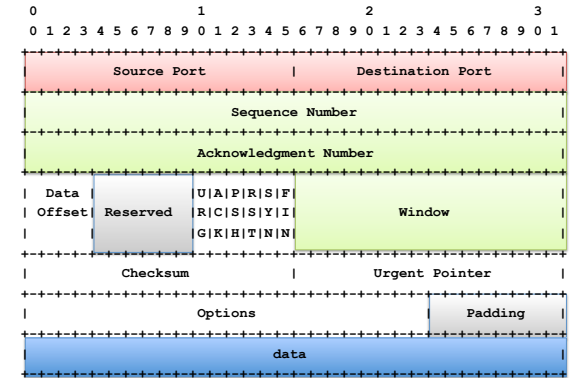 0 1 2 3
0 1 2 3 4 5 6 7 8 9 0 1 2 3 4 5 6 7 8 9 0 1 2 3 4 5 6 7 8 9 0 1
+-+-+-+-+-+-+-+-+-+-+-+-+-+-+-+-+-+-+-+-+-+-+-+-+-+-+-+-+-+-+-+-+
| Source Port | Destination Port |
+-+-+-+-+-+-+-+-+-+-+-+-+-+-+-+-+-+-+-+-+-+-+-+-+-+-+-+-+-+-+-+-+
| Sequence Number |
+-+-+-+-+-+-+-+-+-+-+-+-+-+-+-+-+-+-+-+-+-+-+-+-+-+-+-+-+-+-+-+-+
| Acknowledgment Number |
+-+-+-+-+-+-+-+-+-+-+-+-+-+-+-+-+-+-+-+-+-+-+-+-+-+-+-+-+-+-+-+-+
| Data |U|A|P|R|S|F| |
| Offset| Reserved |R|C|S|S|Y|I| Window |
| |G|K|H|T|N|N| |
+-+-+-+-+-+-+-+-+-+-+-+-+-+-+-+-+-+-+-+-+-+-+-+-+-+-+-+-+-+-+-+-+
| Checksum | Urgent Pointer |
+-+-+-+-+-+-+-+-+-+-+-+-+-+-+-+-+-+-+-+-+-+-+-+-+-+-+-+-+-+-+-+-+
| Options | Padding |
+-+-+-+-+-+-+-+-+-+-+-+-+-+-+-+-+-+-+-+-+-+-+-+-+-+-+-+-+-+-+-+-+
| data |
+-+-+-+-+-+-+-+-+-+-+-+-+-+-+-+-+-+-+-+-+-+-+-+-+-+-+-+-+-+-+-+-+